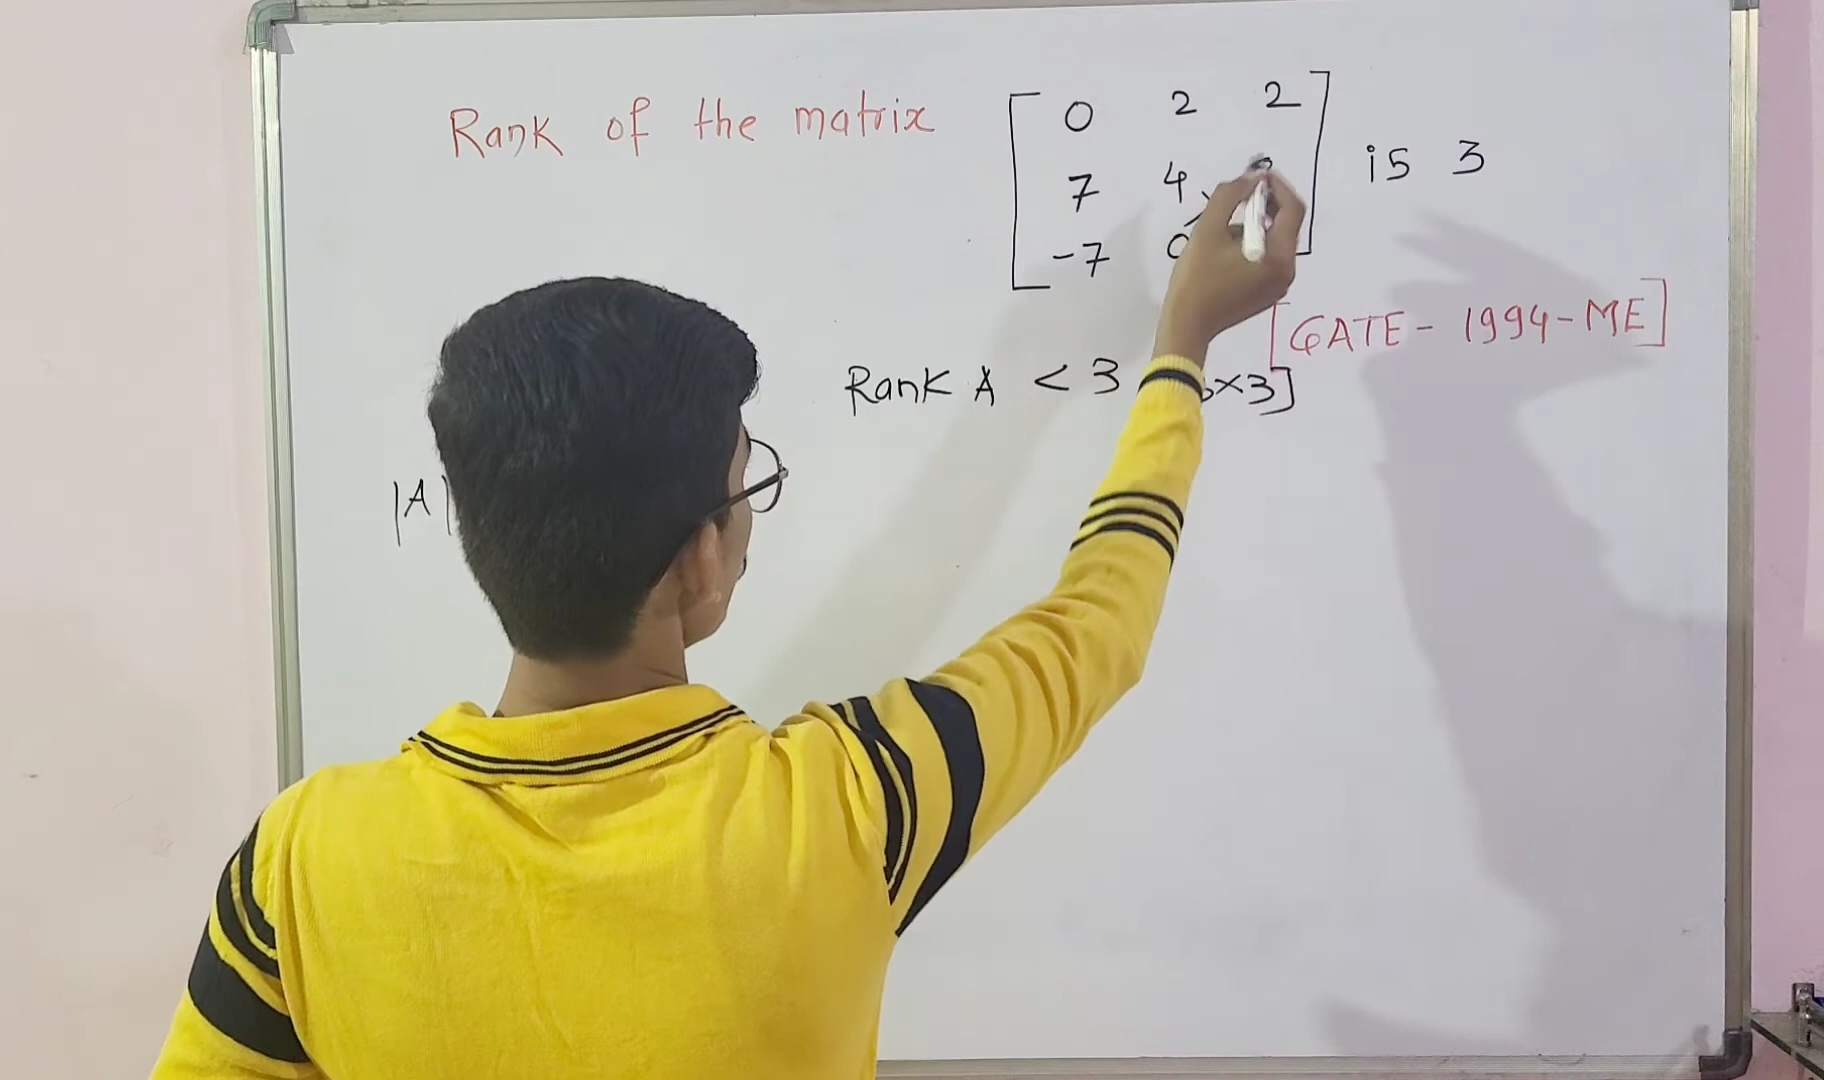 Rank of the matrix [ 0 2 2 ] is 3
7 4
-7 0
[GATE - 1994 - ME]
Rank A < 3 ×3]
|A|